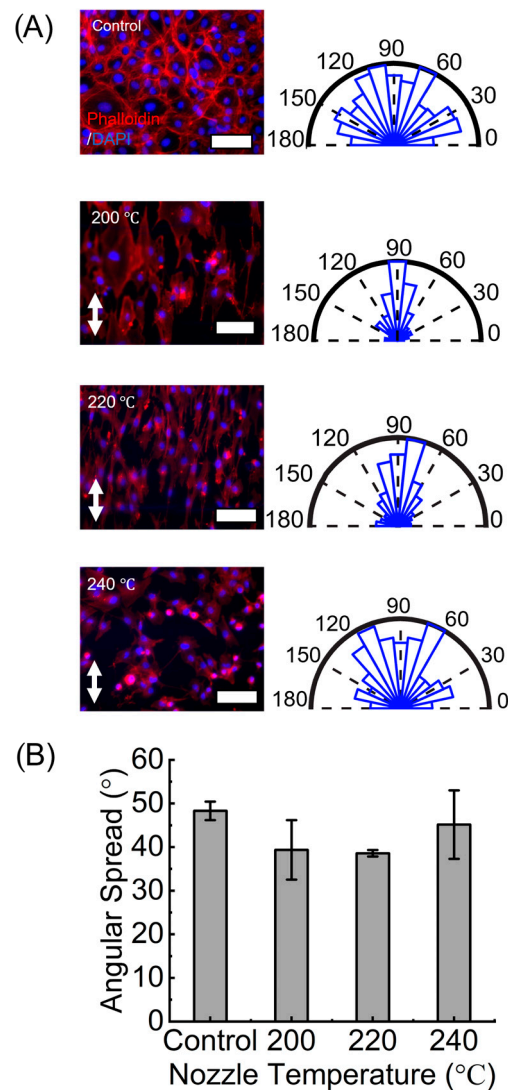 (A)
Control
Phalloidin
/DAPI
180 150 120 90 60 30 0
200 ℃
180 150 120 90 60 30 0
220 ℃
180 150 120 90 60 30 0
240 ℃
180 150 120 90 60 30 0
(B)
Angular Spread (°)
60
50
40
30
20
10
0
Control 200 220 240
Nozzle Temperature (℃)